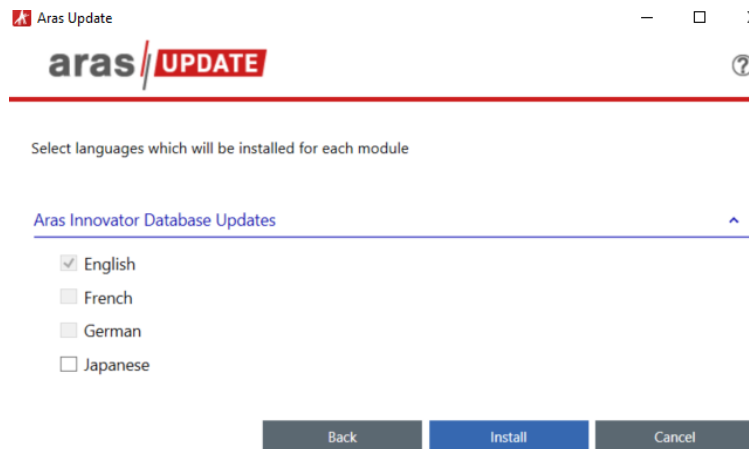 Aras Update
aras UPDATE
Select languages which will be installed for each module
Aras Innovator Database Updates
English
French
German
Japanese
Back Install Cancel